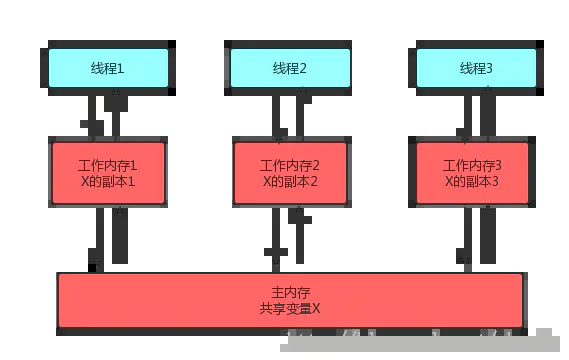 线程1
线程2
线程3
工作内存1
X的副本1
工作内存2
X的副本2
工作内存3
X的副本3
主内存
共享变量X